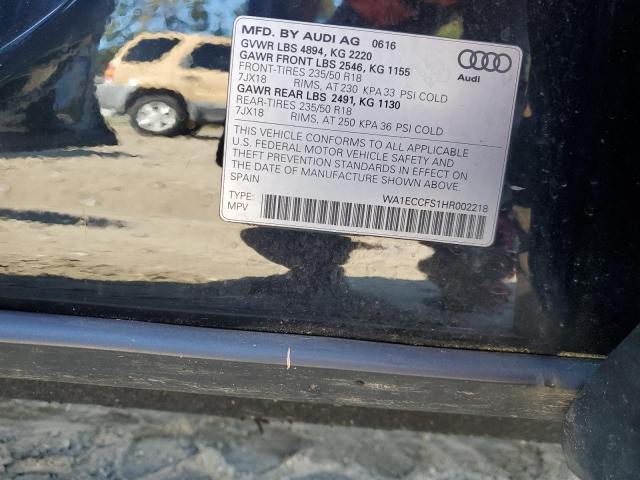 MFD. BY AUDI AG 0616
GVWR LBS 4894, KG 2220
GAWR FRONT LBS 2546, KG 1155
FRONT-TIRES 235/50 R18
7JX18 RIMS, AT 230 KPA 33 PSI COLD
GAWR REAR LBS 2491, KG 1130
REAR-TIRES 235/50 R18
7JX18 RIMS, AT 250 KPA 36 PSI COLD
Audi
THIS VEHICLE CONFORMS TO ALL APPLICABLE
U.S. FEDERAL MOTOR VEHICLE SAFETY AND
THEFT PREVENTION STANDARDS IN EFFECT ON
THE DATE OF MANUFACTURE SHOWN ABOVE.
SPAIN
TYPE: WA1ECCFS1HR002218
MPV